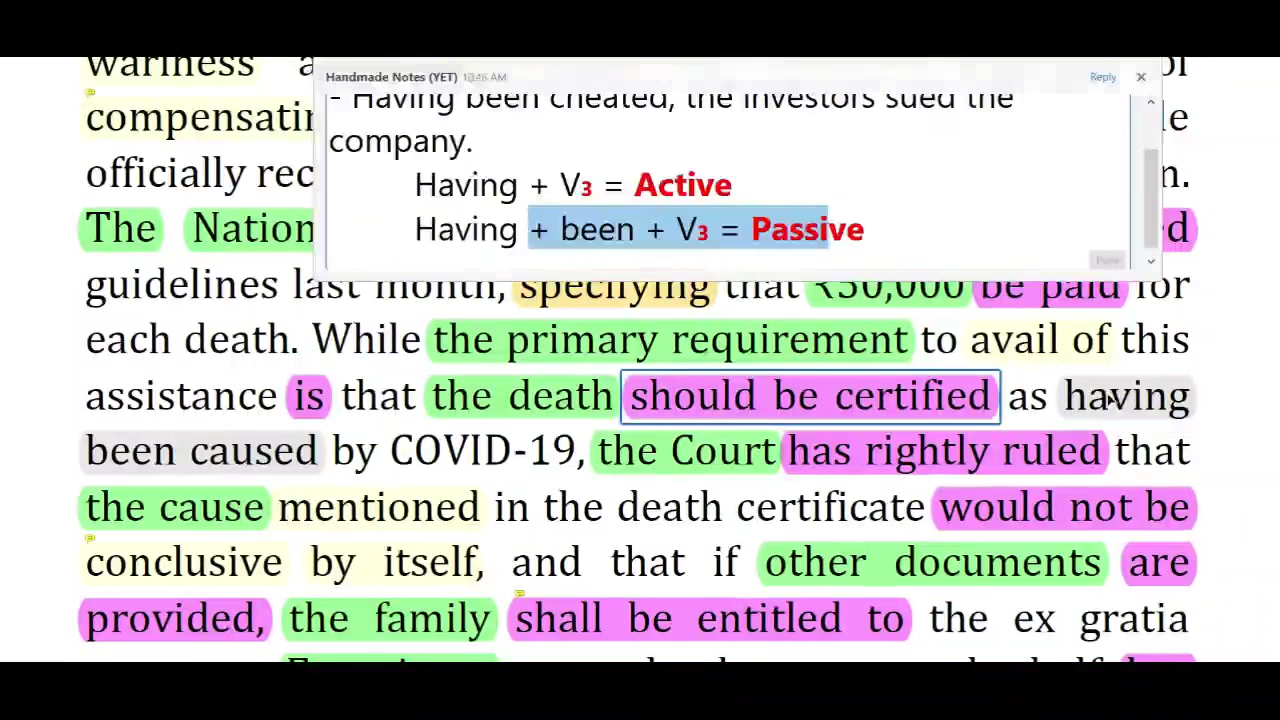 wariness
Handmade Notes (YET) 10:46 AM Reply
- Having been cheated, the investors sued the
company.
Having + V3 = Active
Having + been + V3 = Passive
officially
The
guidelines last month, specifying that ₹50,000 be paid for
each death. While the primary requirement to avail of this
assistance is that the death should be certified as having
been caused by COVID-19, the Court has rightly ruled that
the cause mentioned in the death certificate would not be
conclusive by itself, and that if other documents are
provided, the family shall be entitled to the ex gratia